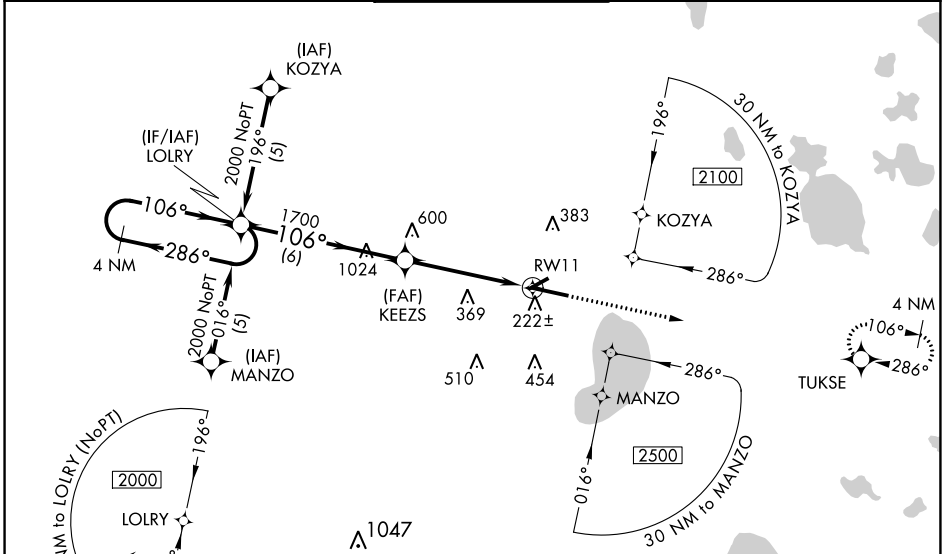 (IAF)
KOZYA
2000 NoPT
196°
(5)
(IF/IAF)
LOLRY
106°
286°
4 NM
1700
106°
(6)
1024
600
(FAF)
KEEZS
383
RW11
369
222±
510
454
2000 NoPT
016°
(5)
(IAF)
MANZO
30 NM to KOZYA
196°
2100
KOZYA
286°
4 NM
106°
286°
TUKSE
286°
MANZO
016°
2500
30 NM to MANZO
NM to LOLRY (NoPT)
196°
2000
LOLRY
1047